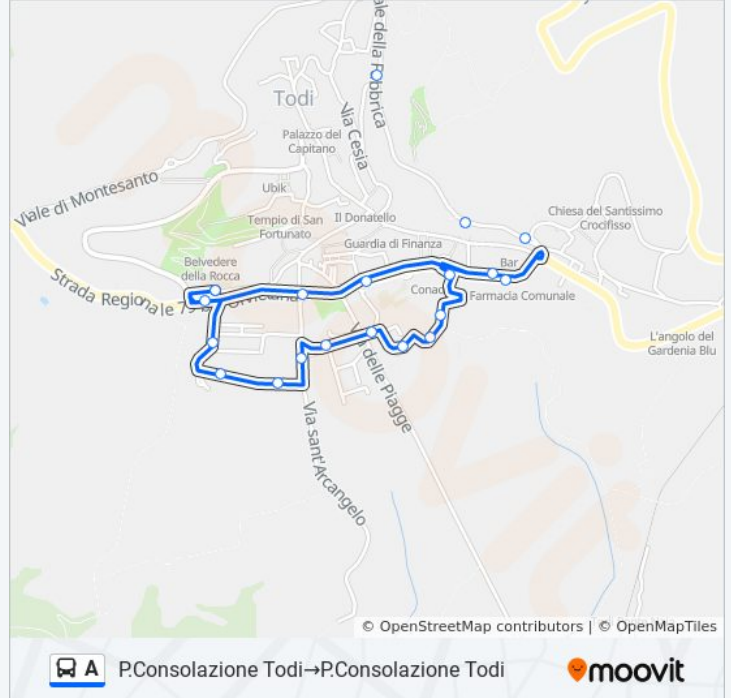 Viale della Fabbrica
Todi
Via Cesia
Palazzo del
Capitano
Viale di Montesanto
Ubik
Tempio di San
Fortunato
Il Donatello
Chiesa del Santissimo
Crocifisso
Guardia di Finanza
Belvedere
della Rocca
Bar
Strada Regionale 79
Conad
Farmacia Comunale
L'angolo del
Gardenia Blu
Via delle Piagge
Via sant'Arcangelo
© OpenStreetMap contributors | © OpenMapTiles
A P.Consolazione Todi→P.Consolazione Todi
moovit